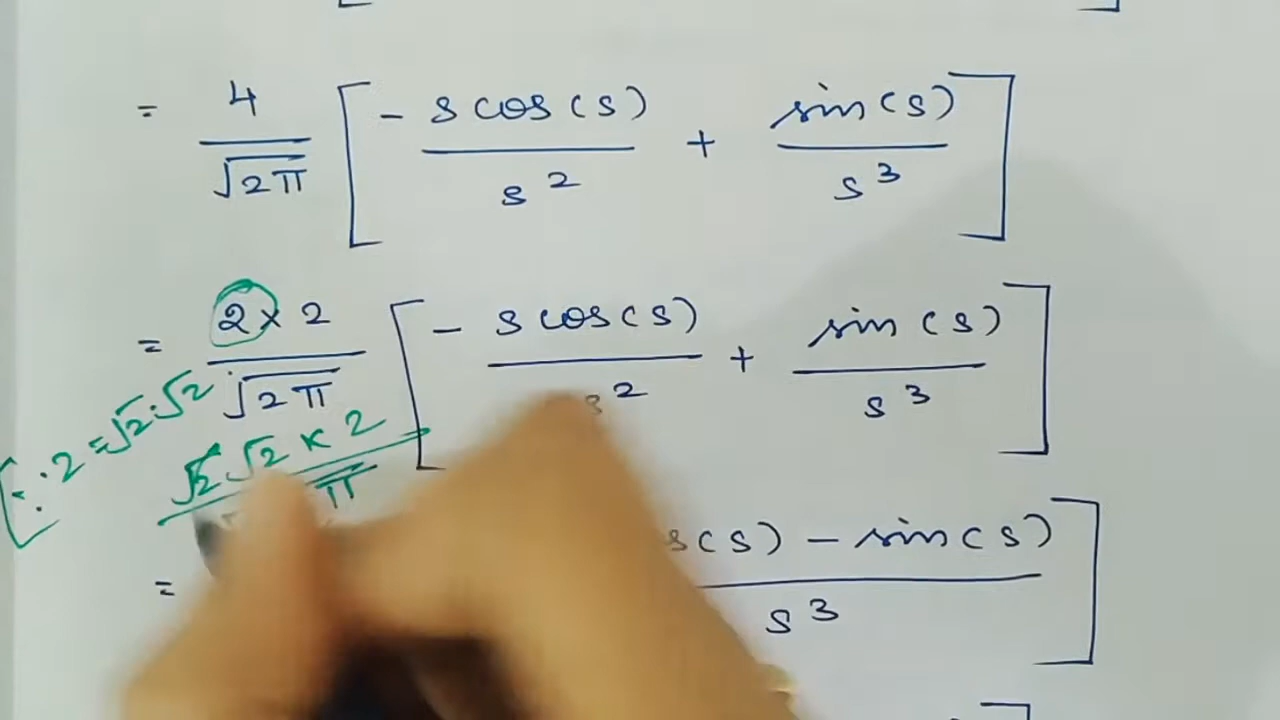 = 4/√2π [ - s cos(s)/s² + sin(s)/s³ ]
= 2×2/√2π [ - s cos(s)/s² + sin(s)/s³ ]
[∵ 2 = √2·√2
√2 √2 × 2 / π
= s(s) - sin(s) / s³ ]